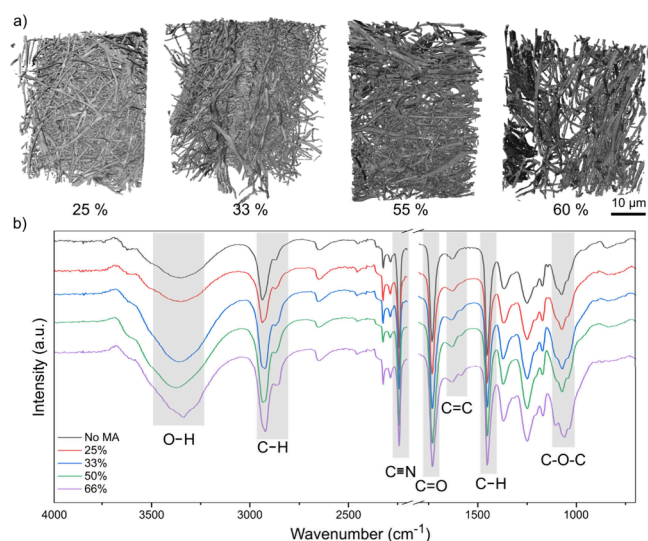 a)
25 %
33 %
55 %
60 %
10 µm
b)
Intensity (a.u.)
O−H
C−H
C≡N
C=O
C=C
C−H
C-O-C
No MA
25%
33%
50%
66%
4000
3500
3000
2500
1500
1000
Wavenumber (cm⁻¹)